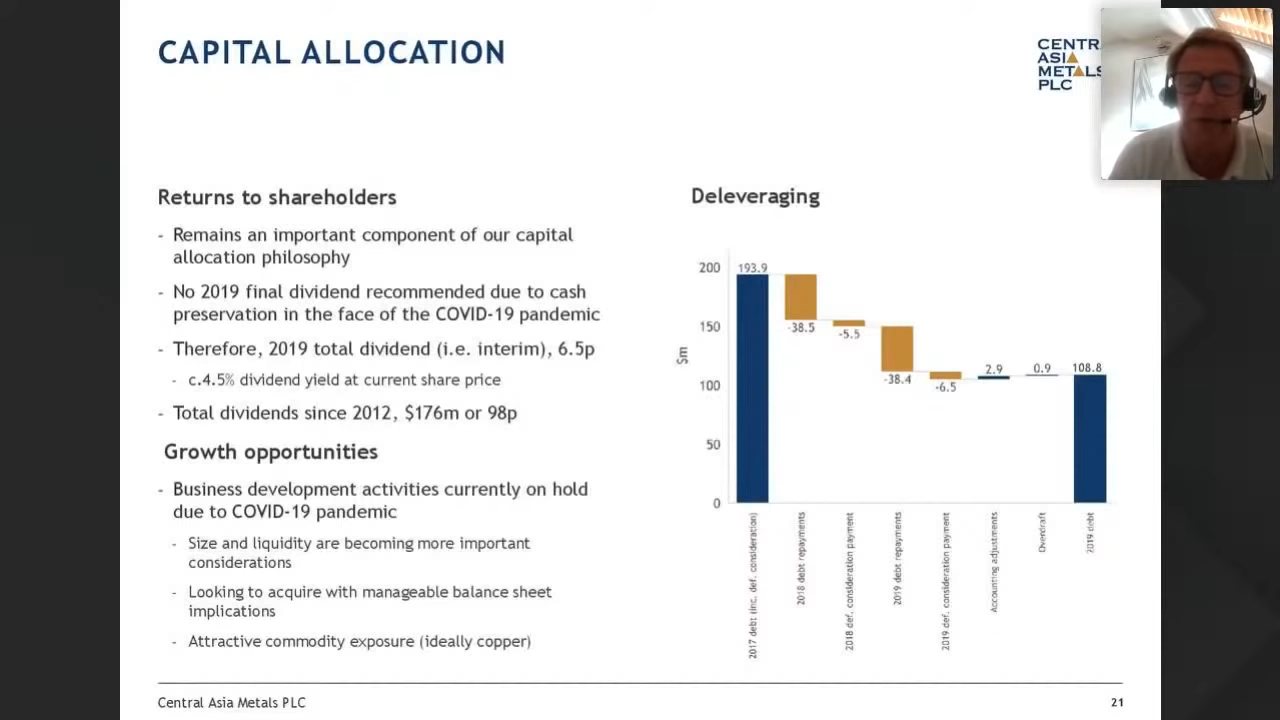 CAPITAL ALLOCATION
CENTR
ASIA
METALS
PLC
Returns to shareholders
- Remains an important component of our capital
allocation philosophy
- No 2019 final dividend recommended due to cash
preservation in the face of the COVID-19 pandemic
- Therefore, 2019 total dividend (i.e. interim), 6.5p
- c.4.5% dividend yield at current share price
- Total dividends since 2012, $176m or 98p
Growth opportunities
- Business development activities currently on hold
due to COVID-19 pandemic
- Size and liquidity are becoming more important
considerations
- Looking to acquire with manageable balance sheet
implications
- Attractive commodity exposure (ideally copper)
Deleveraging
$m
200
150
100
50
0
193.9
-38.5
-5.5
-38.4
-6.5
2.9
0.9
108.8
2017 debt (inc. def. consideration)
2018 debt repayments
2018 def. consideration payment
2019 debt repayments
2019 def. consideration payment
Accounting adjustments
Overdraft
2019 debt
Central Asia Metals PLC
21